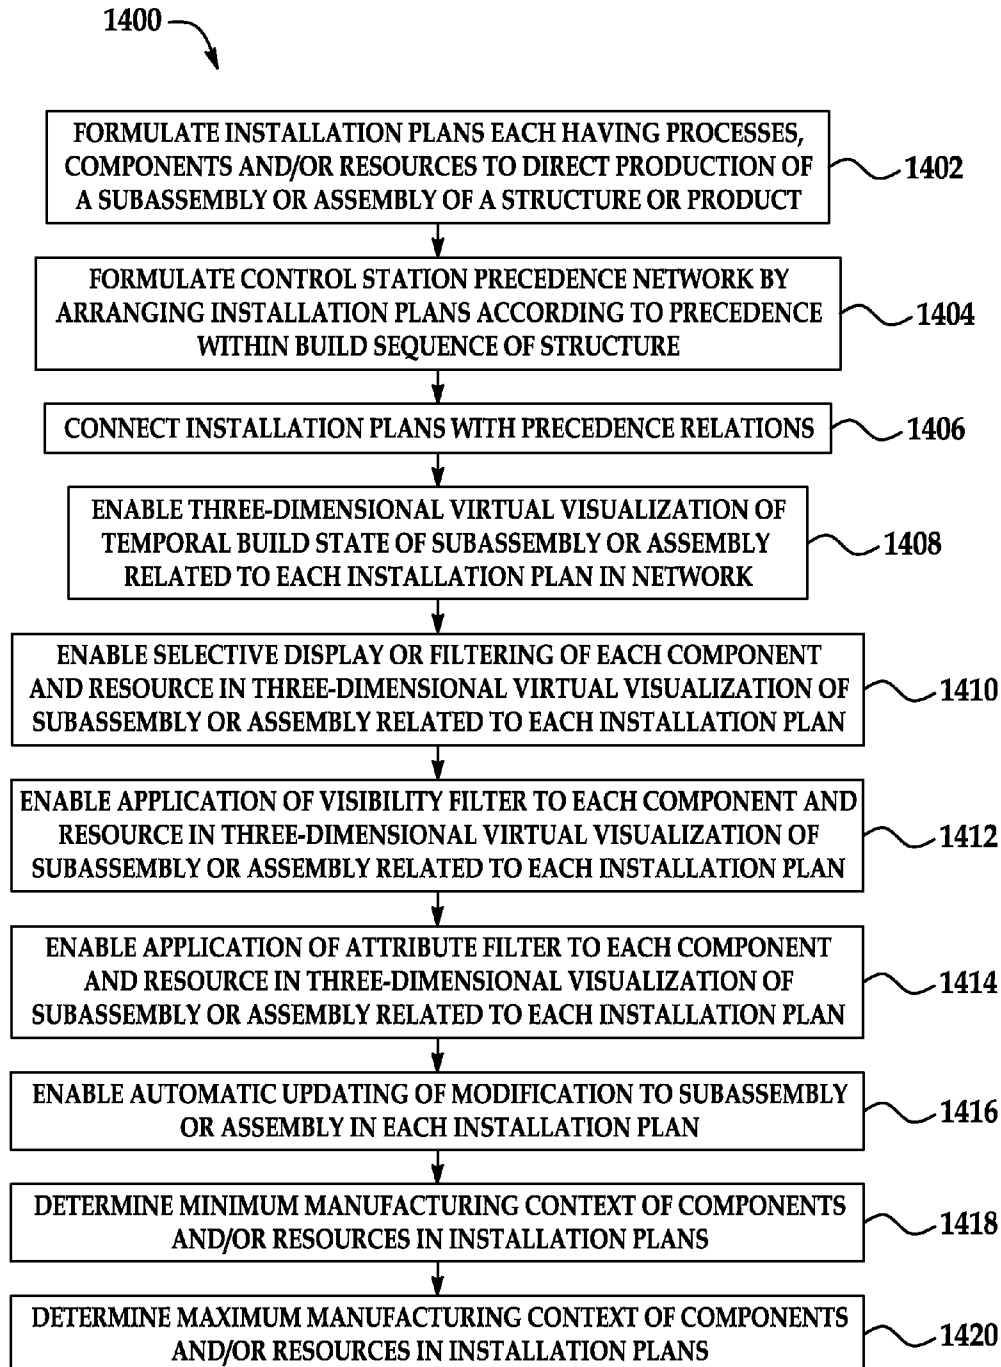 1400
FORMULATE INSTALLATION PLANS EACH HAVING PROCESSES,
COMPONENTS AND/OR RESOURCES TO DIRECT PRODUCTION OF
A SUBASSEMBLY OR ASSEMBLY OF A STRUCTURE OR PRODUCT
1402
FORMULATE CONTROL STATION PRECEDENCE NETWORK BY
ARRANGING INSTALLATION PLANS ACCORDING TO PRECEDENCE
WITHIN BUILD SEQUENCE OF STRUCTURE
1404
CONNECT INSTALLATION PLANS WITH PRECEDENCE RELATIONS
1406
ENABLE THREE-DIMENSIONAL VIRTUAL VISUALIZATION OF
TEMPORAL BUILD STATE OF SUBASSEMBLY OR ASSEMBLY
RELATED TO EACH INSTALLATION PLAN IN NETWORK
1408
ENABLE SELECTIVE DISPLAY OR FILTERING OF EACH COMPONENT
AND RESOURCE IN THREE-DIMENSIONAL VIRTUAL VISUALIZATION OF
SUBASSEMBLY OR ASSEMBLY RELATED TO EACH INSTALLATION PLAN
1410
ENABLE APPLICATION OF VISIBILITY FILTER TO EACH COMPONENT AND
RESOURCE IN THREE-DIMENSIONAL VIRTUAL VISUALIZATION OF
SUBASSEMBLY OR ASSEMBLY RELATED TO EACH INSTALLATION PLAN
1412
ENABLE APPLICATION OF ATTRIBUTE FILTER TO EACH COMPONENT
AND RESOURCE IN THREE-DIMENSIONAL VISUALIZATION OF
SUBASSEMBLY OR ASSEMBLY RELATED TO EACH INSTALLATION PLAN
1414
ENABLE AUTOMATIC UPDATING OF MODIFICATION TO SUBASSEMBLY
OR ASSEMBLY IN EACH INSTALLATION PLAN
1416
DETERMINE MINIMUM MANUFACTURING CONTEXT OF COMPONENTS
AND/OR RESOURCES IN INSTALLATION PLANS
1418
DETERMINE MAXIMUM MANUFACTURING CONTEXT OF COMPONENTS
AND/OR RESOURCES IN INSTALLATION PLANS
1420